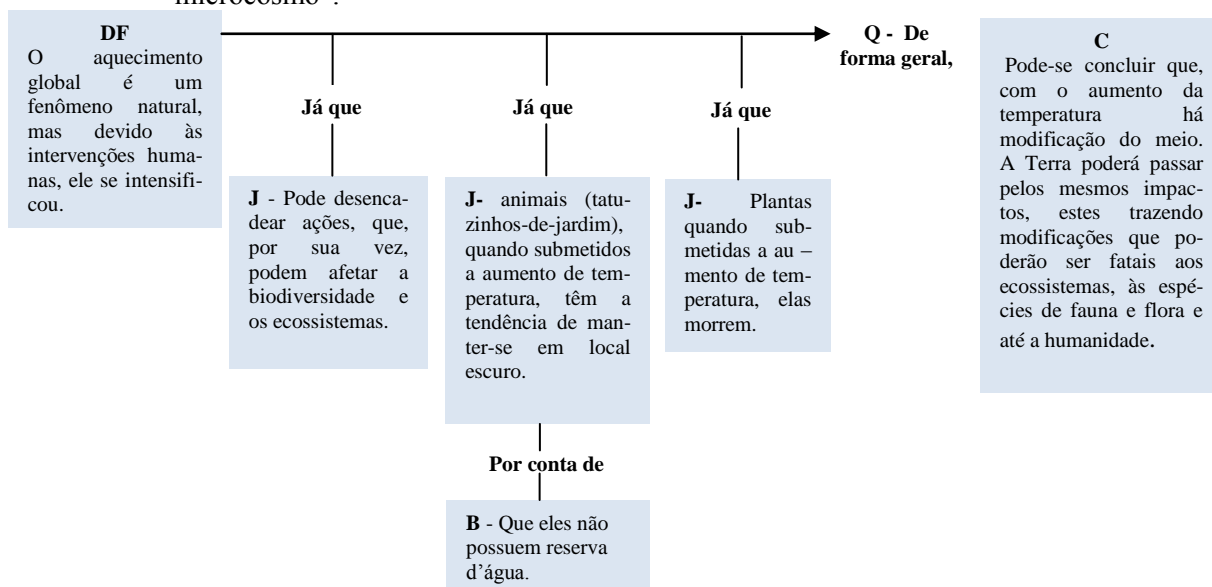 microcosmo".
DF
O aquecimento
global é um
fenômeno natural,
mas devido às
intervenções huma-
nas, ele se intensifi-
cou.
Q - De
forma geral,
C
Pode-se concluir que,
com o aumento da
temperatura há
modificação do meio.
A Terra poderá passar
pelos mesmos impac-
tos, estes trazendo
modificações que po-
derão ser fatais aos
ecossistemas, às espé-
cies de fauna e flora e
até a humanidade.
Já que
Já que
Já que
J - Pode desenca-
dear ações, que,
por sua vez,
podem afetar a
biodiversidade e
os ecossistemas.
J- animais (tatu-
zinhos-de-jardim),
quando submetidos
a aumento de tem-
peratura, têm a
tendência de man-
ter-se em local
escuro.
J- Plantas
quando sub-
metidas a au –
mento de tem-
peratura, elas
morrem.
Por conta de
B - Que eles não
possuem reserva
d’água.